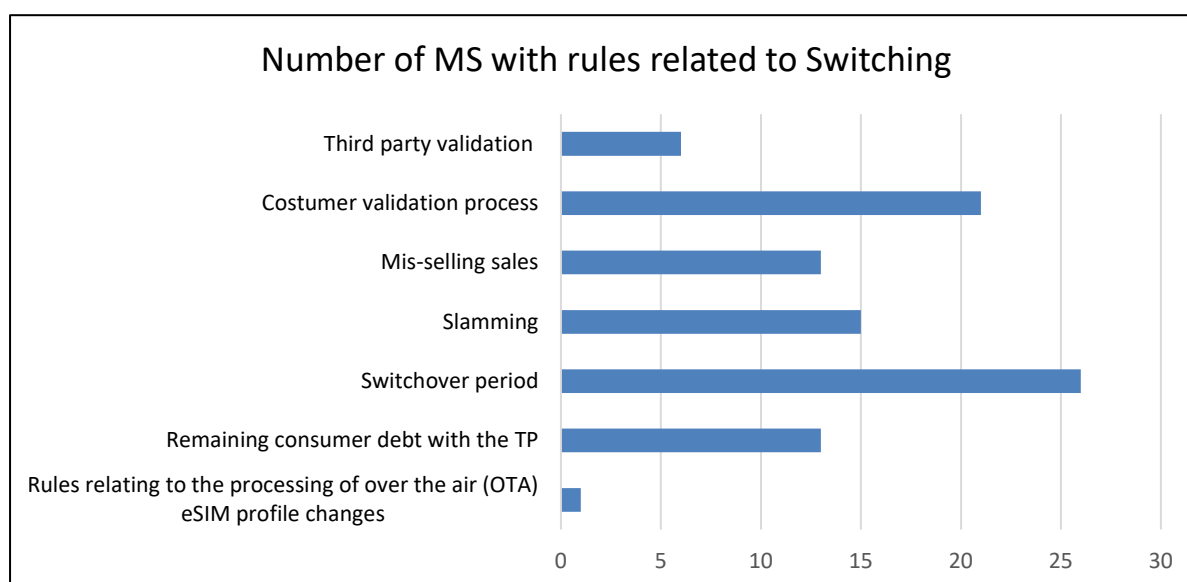 Number of MS with rules related to Switching
Third party validation
Costumer validation process
Mis-selling sales
Slamming
Switchover period
Remaining consumer debt with the TP
Rules relating to the processing of over the air (OTA)
eSIM profile changes
0 5 10 15 20 25 30